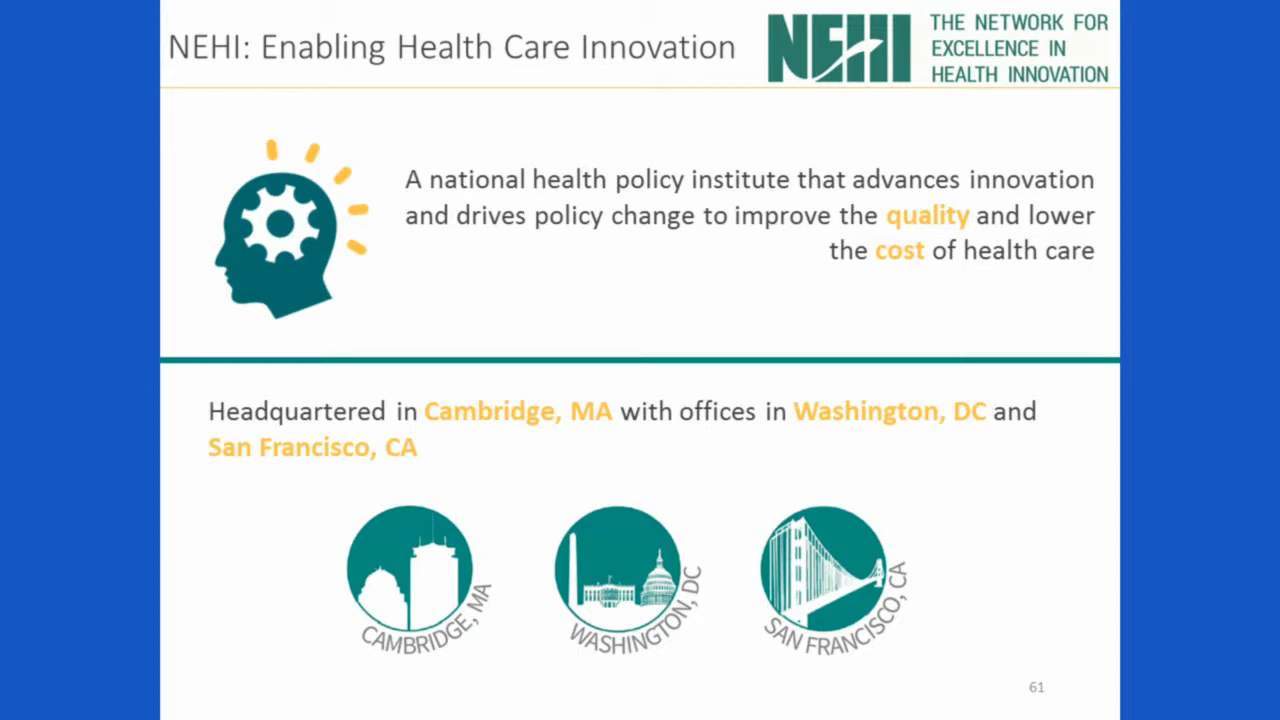 NEHI: Enabling Health Care Innovation
NEHI
THE NETWORK FOR
EXCELLENCE IN
HEALTH INNOVATION
A national health policy institute that advances innovation
and drives policy change to improve the quality and lower
the cost of health care
Headquartered in Cambridge, MA with offices in Washington, DC and
San Francisco, CA
CAMBRIDGE, MA
WASHINGTON, DC
SAN FRANCISCO, CA
61